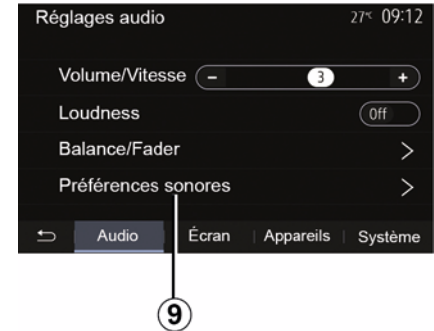 Réglages audio 27°C 09:12
Volume/Vitesse - 3 +
Loudness Off
Balance/Fader >
Préférences sonores >
Audio Écran Appareils Système
9